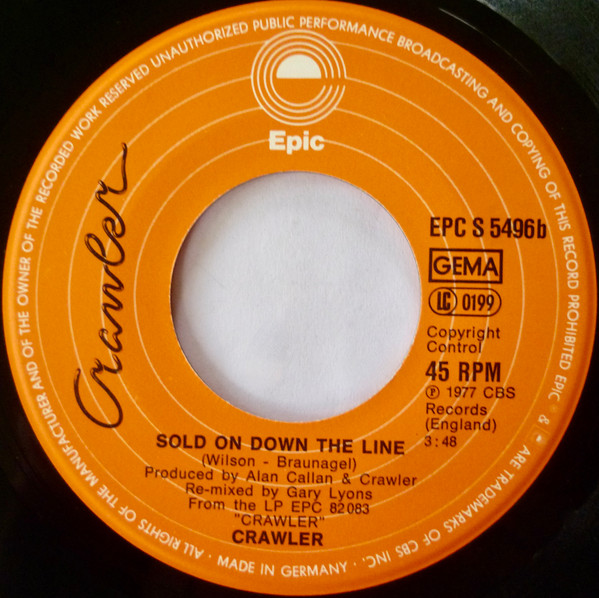 ALL RIGHTS OF THE MANUFACTURER AND OF THE OWNER OF THE RECORDED WORK RESERVED UNAUTHORIZED PUBLIC PERFORMANCE BROADCASTING AND COPYING OF THIS RECORD PROHIBITED EPIC & ARE TRADEMARKS OF CBS INC. · MADE IN GERMANY ·
Epic
Crawler
EPC S 5496b
GEMA
LC 0199
Copyright
Control
45 RPM
℗ 1977 CBS
Records
(England)
3:48
SOLD ON DOWN THE LINE
(Wilson - Braunagel)
Produced by Alan Callan & Crawler
Re-mixed by Gary Lyons
From the LP EPC 82083
"CRAWLER"
CRAWLER